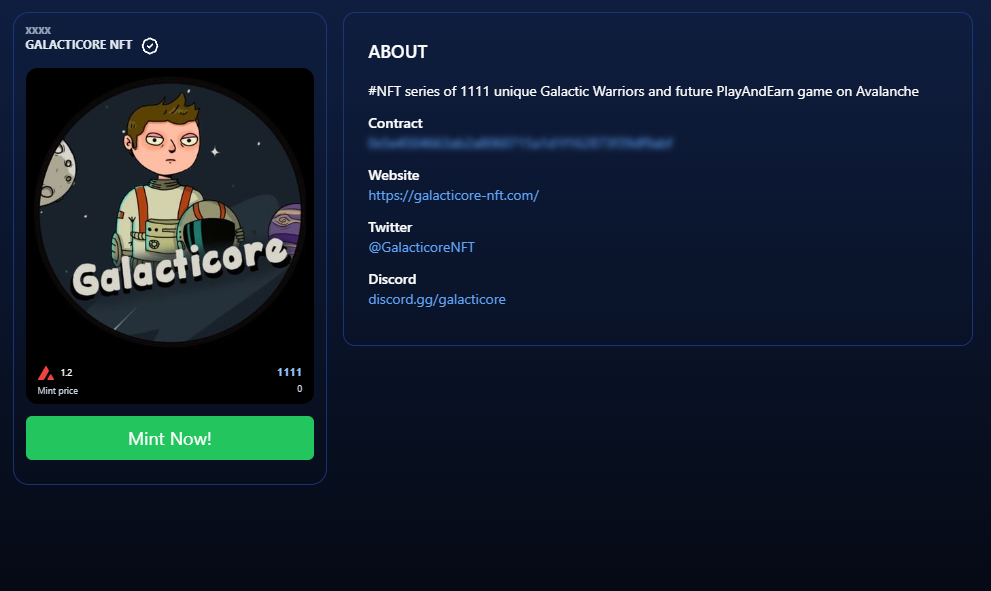 xxxx
GALACTICORE NFT
Galacticore
1.2
1111
Mint price
0
Mint Now!
ABOUT
#NFT series of 1111 unique Galactic Warriors and future PlayAndEarn game on Avalanche
Contract
Website
https://galacticore-nft.com/
Twitter
@GalacticoreNFT
Discord
discord.gg/galacticore